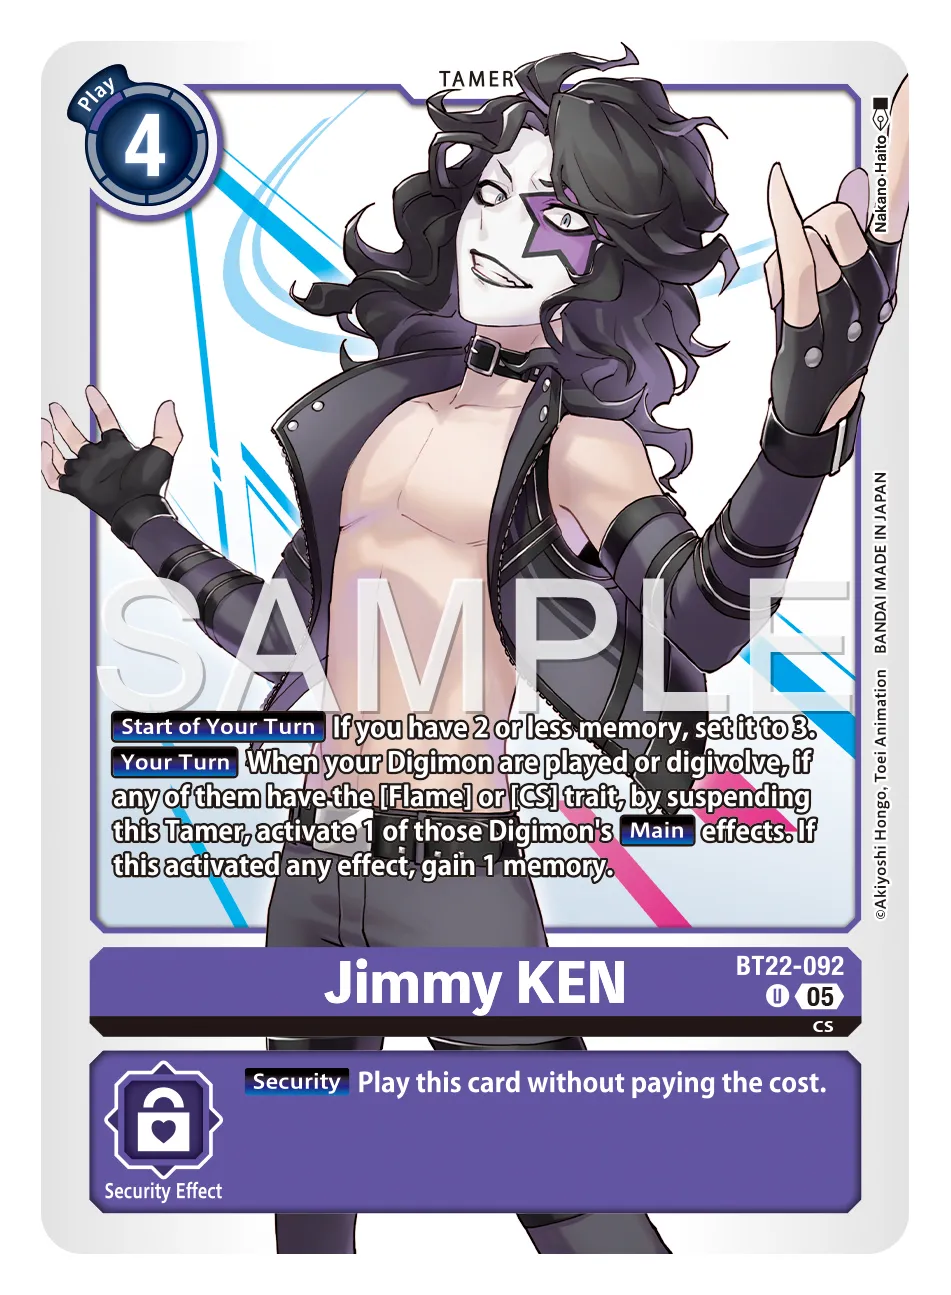 TAMER
Play
4
Nakano Haito
SAMPLE
Start of Your Turn If you have 2 or less memory, set it to 3.
Your Turn When your Digimon are played or digivolve, if
any of them have the [Flame] or [CS] trait, by suspending
this Tamer, activate 1 of those Digimon's Main effects. If
this activated any effect, gain 1 memory.
©Akiyoshi Hongo, Toei Animation BANDAI MADE IN JAPAN
Jimmy KEN
BT22-092
U 05
CS
Security Play this card without paying the cost.
Security Effect